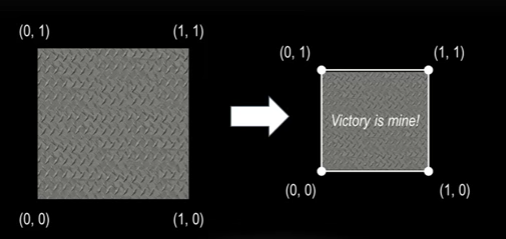 (0, 1) (1, 1)
(0, 1) (1, 1)
Victory is mine!
(0, 0) (1, 0)
(0, 0) (1, 0)